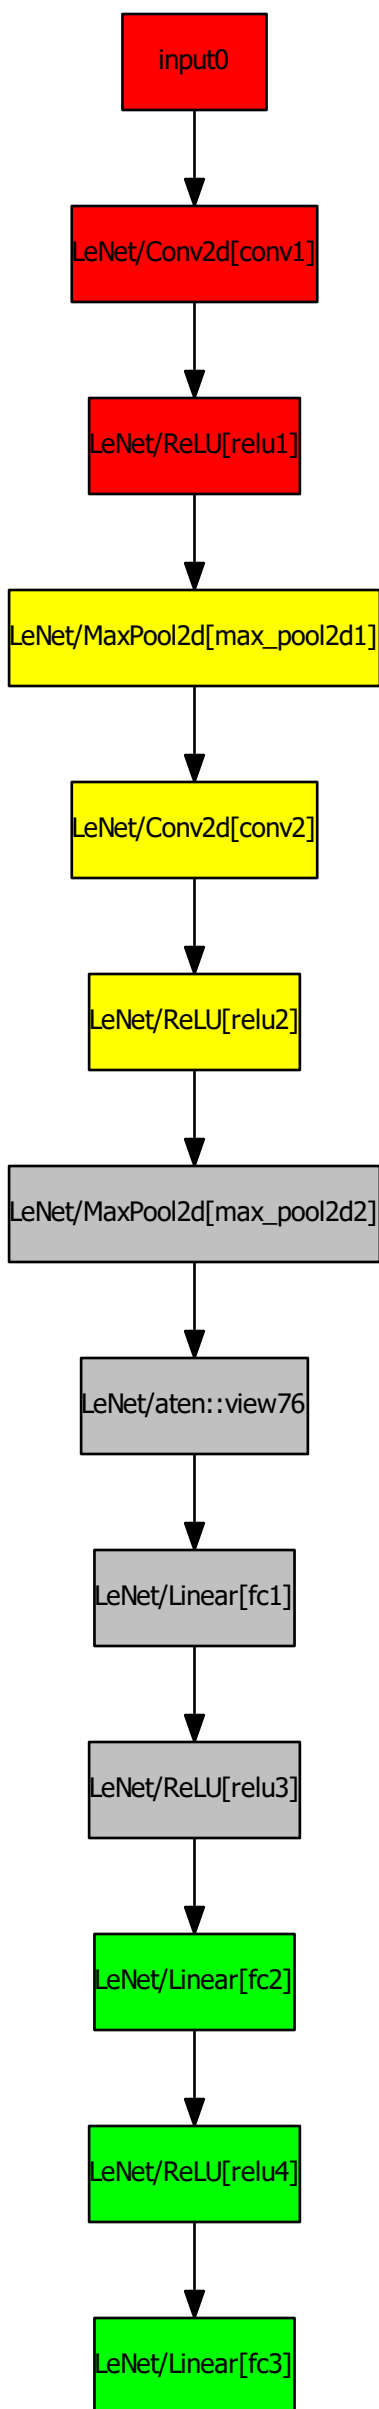 input0
LeNet/Conv2d[conv1]
LeNet/ReLU[relu1]
LeNet/MaxPool2d[max_pool2d1]
LeNet/Conv2d[conv2]
LeNet/ReLU[relu2]
LeNet/MaxPool2d[max_pool2d2]
LeNet/aten::view76
LeNet/Linear[fc1]
LeNet/ReLU[relu3]
LeNet/Linear[fc2]
LeNet/ReLU[relu4]
LeNet/Linear[fc3]